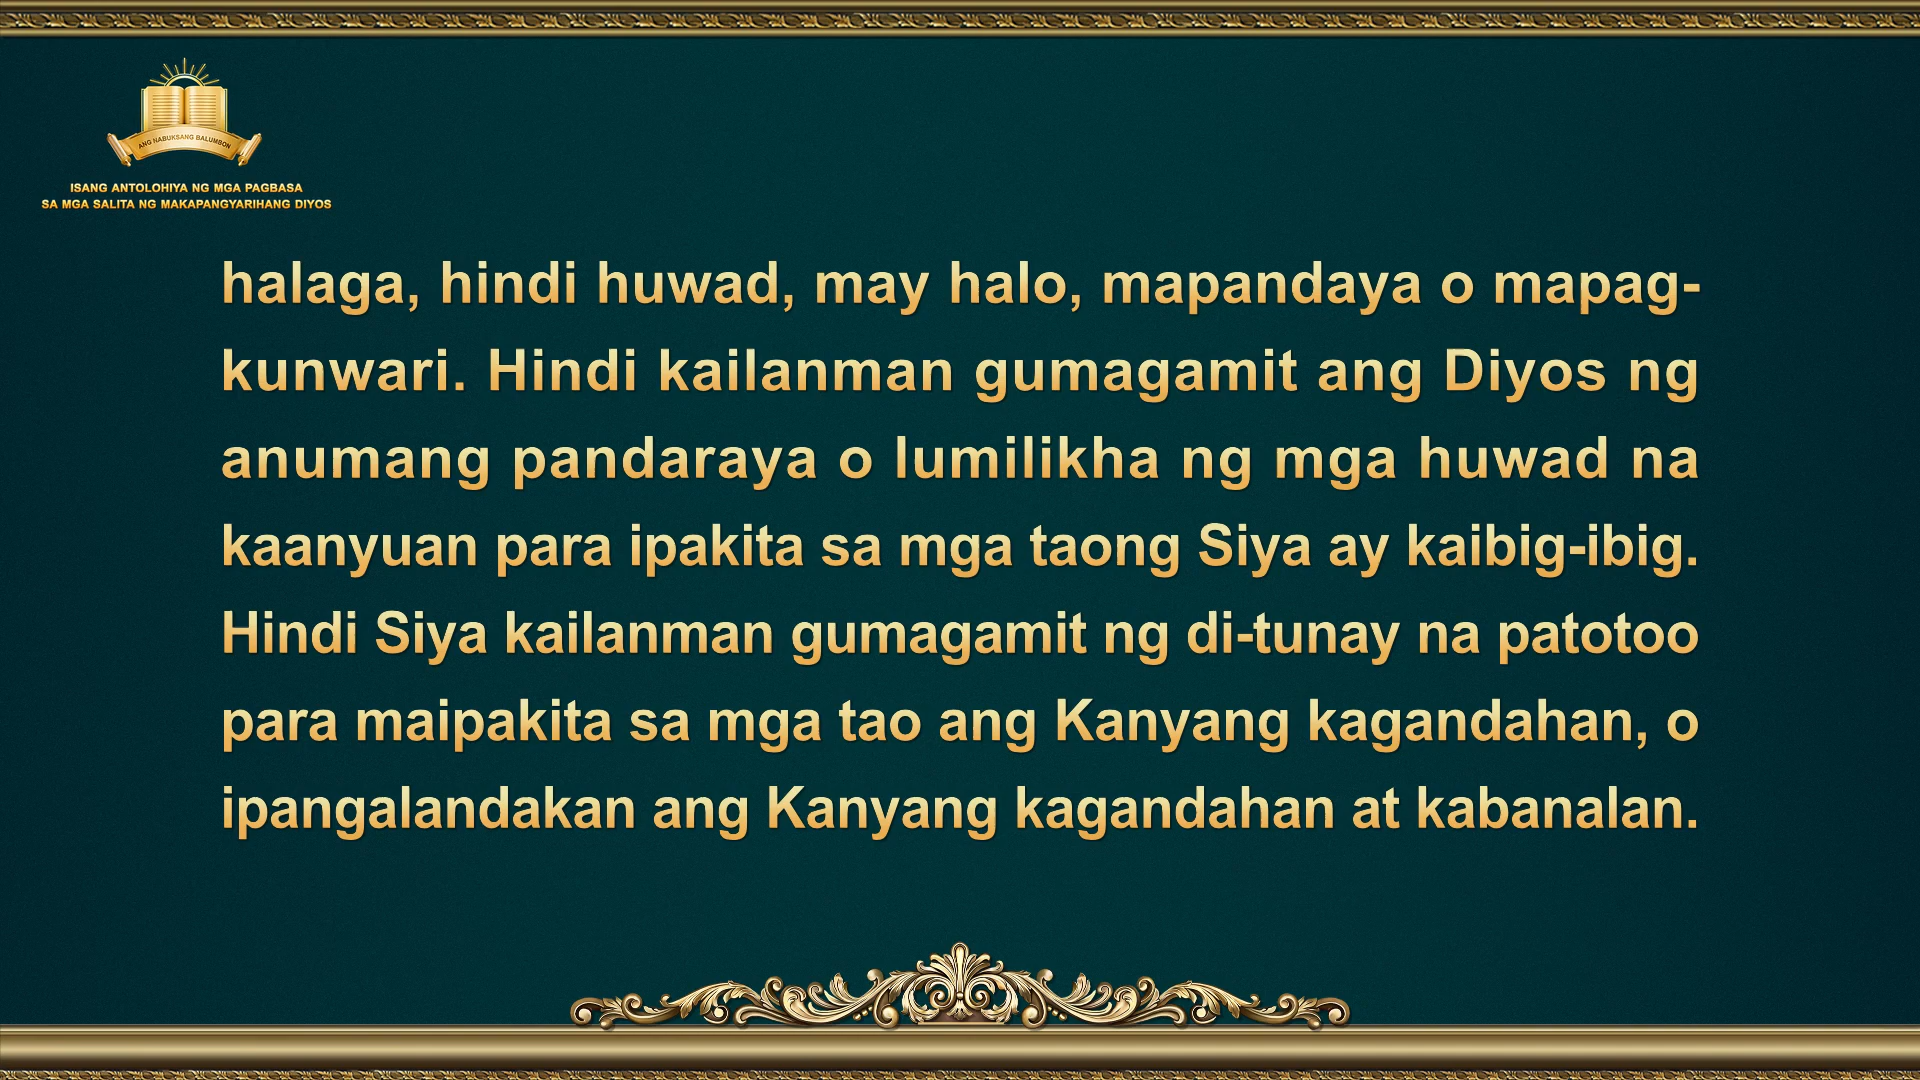 ANG NABUKSANG BALUMBON
ISANG ANTOLOHIYA NG MGA PAGBASA
SA MGA SALITA NG MAKAPANGYARIHANG DIYOS
halaga, hindi huwad, may halo, mapandaya o mapag-
kunwari. Hindi kailanman gumagamit ang Diyos ng
anumang pandaraya o lumilikha ng mga huwad na
kaanyuan para ipakita sa mga taong Siya ay kaibig-ibig.
Hindi Siya kailanman gumagamit ng di-tunay na patotoo
para maipakita sa mga tao ang Kanyang kagandahan, o
ipangalandakan ang Kanyang kagandahan at kabanalan.